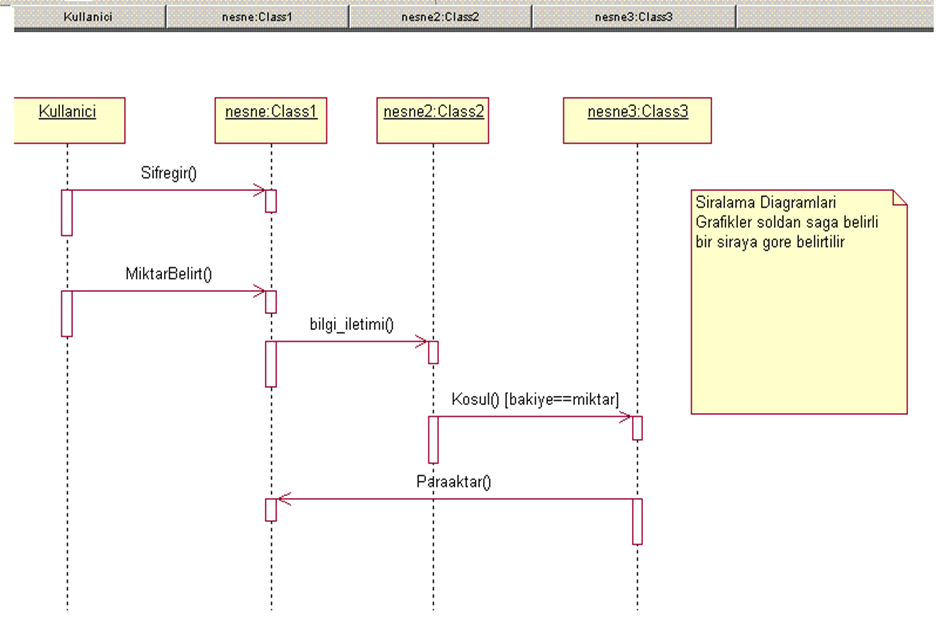 Kullanici
nesne:Class1
nesne2:Class2
nesne3:Class3
Kullanici
nesne:Class1
nesne2:Class2
nesne3:Class3
Sifregir()
Siralama Diagramlari
Grafikler soldan saga belirli
bir siraya gore belirtilir
MiktarBelirt()
bilgi_iletimi()
Kosul() [bakiye==miktar]
Paraaktar()